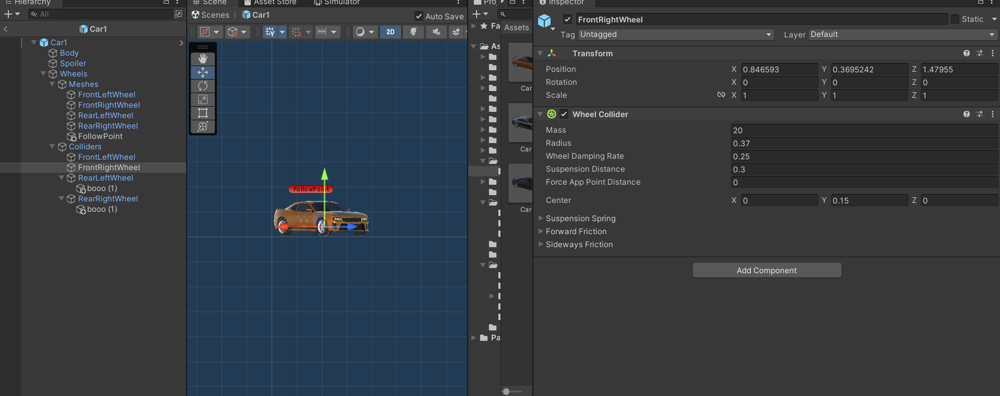 Hierarchy
All
Car1
Car1
Body
Spoiler
Wheels
Meshes
FrontLeftWheel
FrontRightWheel
RearLeftWheel
RearRightWheel
FollowPoint
Colliders
FrontLeftWheel
FrontRightWheel
RearLeftWheel
booo (1)
RearRightWheel
booo (1)
Scene
Asset Store
Simulator
Scenes
Car1
Auto Save
2D
FollowPoint
Proj
Fa
As
Pa
Assets
Car
Car
Car
Inspector
FrontRightWheel
Static
Tag Untagged
Layer Default
Transform
Position X 0.846593 Y 0.3695242 Z 1.47955
Rotation X 0 Y 0 Z 0
Scale X 1 Y 1 Z 1
Wheel Collider
Mass 20
Radius 0.37
Wheel Damping Rate 0.25
Suspension Distance 0.3
Force App Point Distance 0
Center X 0 Y 0.15 Z 0
Suspension Spring
Forward Friction
Sideways Friction
Add Component